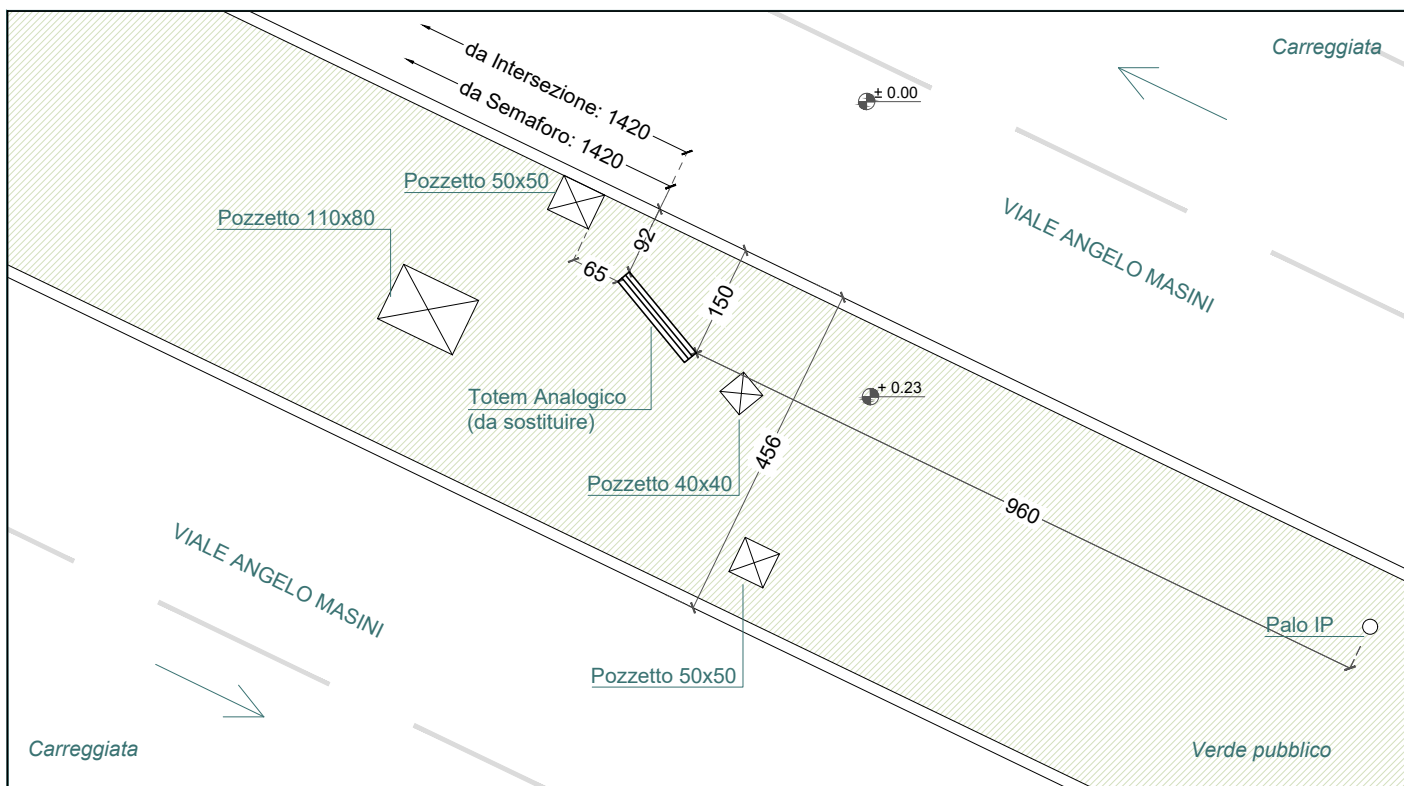 Carreggiata
da Intersezione: 1420
da Semaforo: 1420
± 0.00
Pozzetto 50x50
Pozzetto 110x80
VIALE ANGELO MASINI
92
65
150
Totem Analogico
(da sostituire)
+ 0.23
456
Pozzetto 40x40
960
VIALE ANGELO MASINI
Palo IP
Pozzetto 50x50
Carreggiata
Verde pubblico